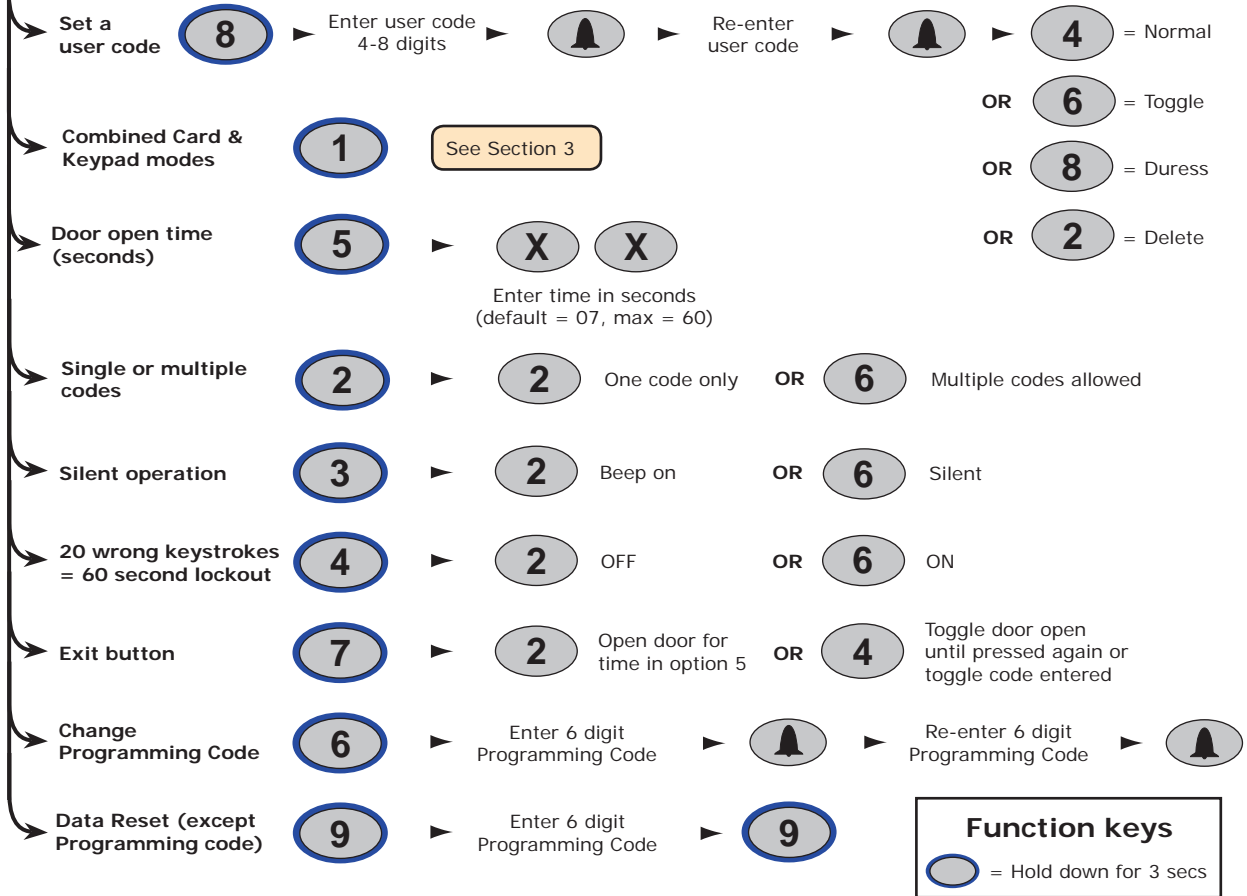 Set a
user code
8
Enter user code
4-8 digits
Re-enter
user code
4 = Normal
OR 6 = Toggle
OR 8 = Duress
OR 2 = Delete
Combined Card &
Keypad modes
1
See Section 3
Door open time
(seconds)
5
X X
Enter time in seconds
(default = 07, max = 60)
Single or multiple
codes
2
2 One code only OR 6 Multiple codes allowed
Silent operation
3
2 Beep on OR 6 Silent
20 wrong keystrokes
= 60 second lockout
4
2 OFF OR 6 ON
Exit button
7
2
Open door for
time in option 5
OR 4
Toggle door open
until pressed again or
toggle code entered
Change
Programming Code
6
Enter 6 digit
Programming Code
Re-enter 6 digit
Programming Code
Data Reset (except
Programming code)
9
Enter 6 digit
Programming Code
9
Function keys
= Hold down for 3 secs